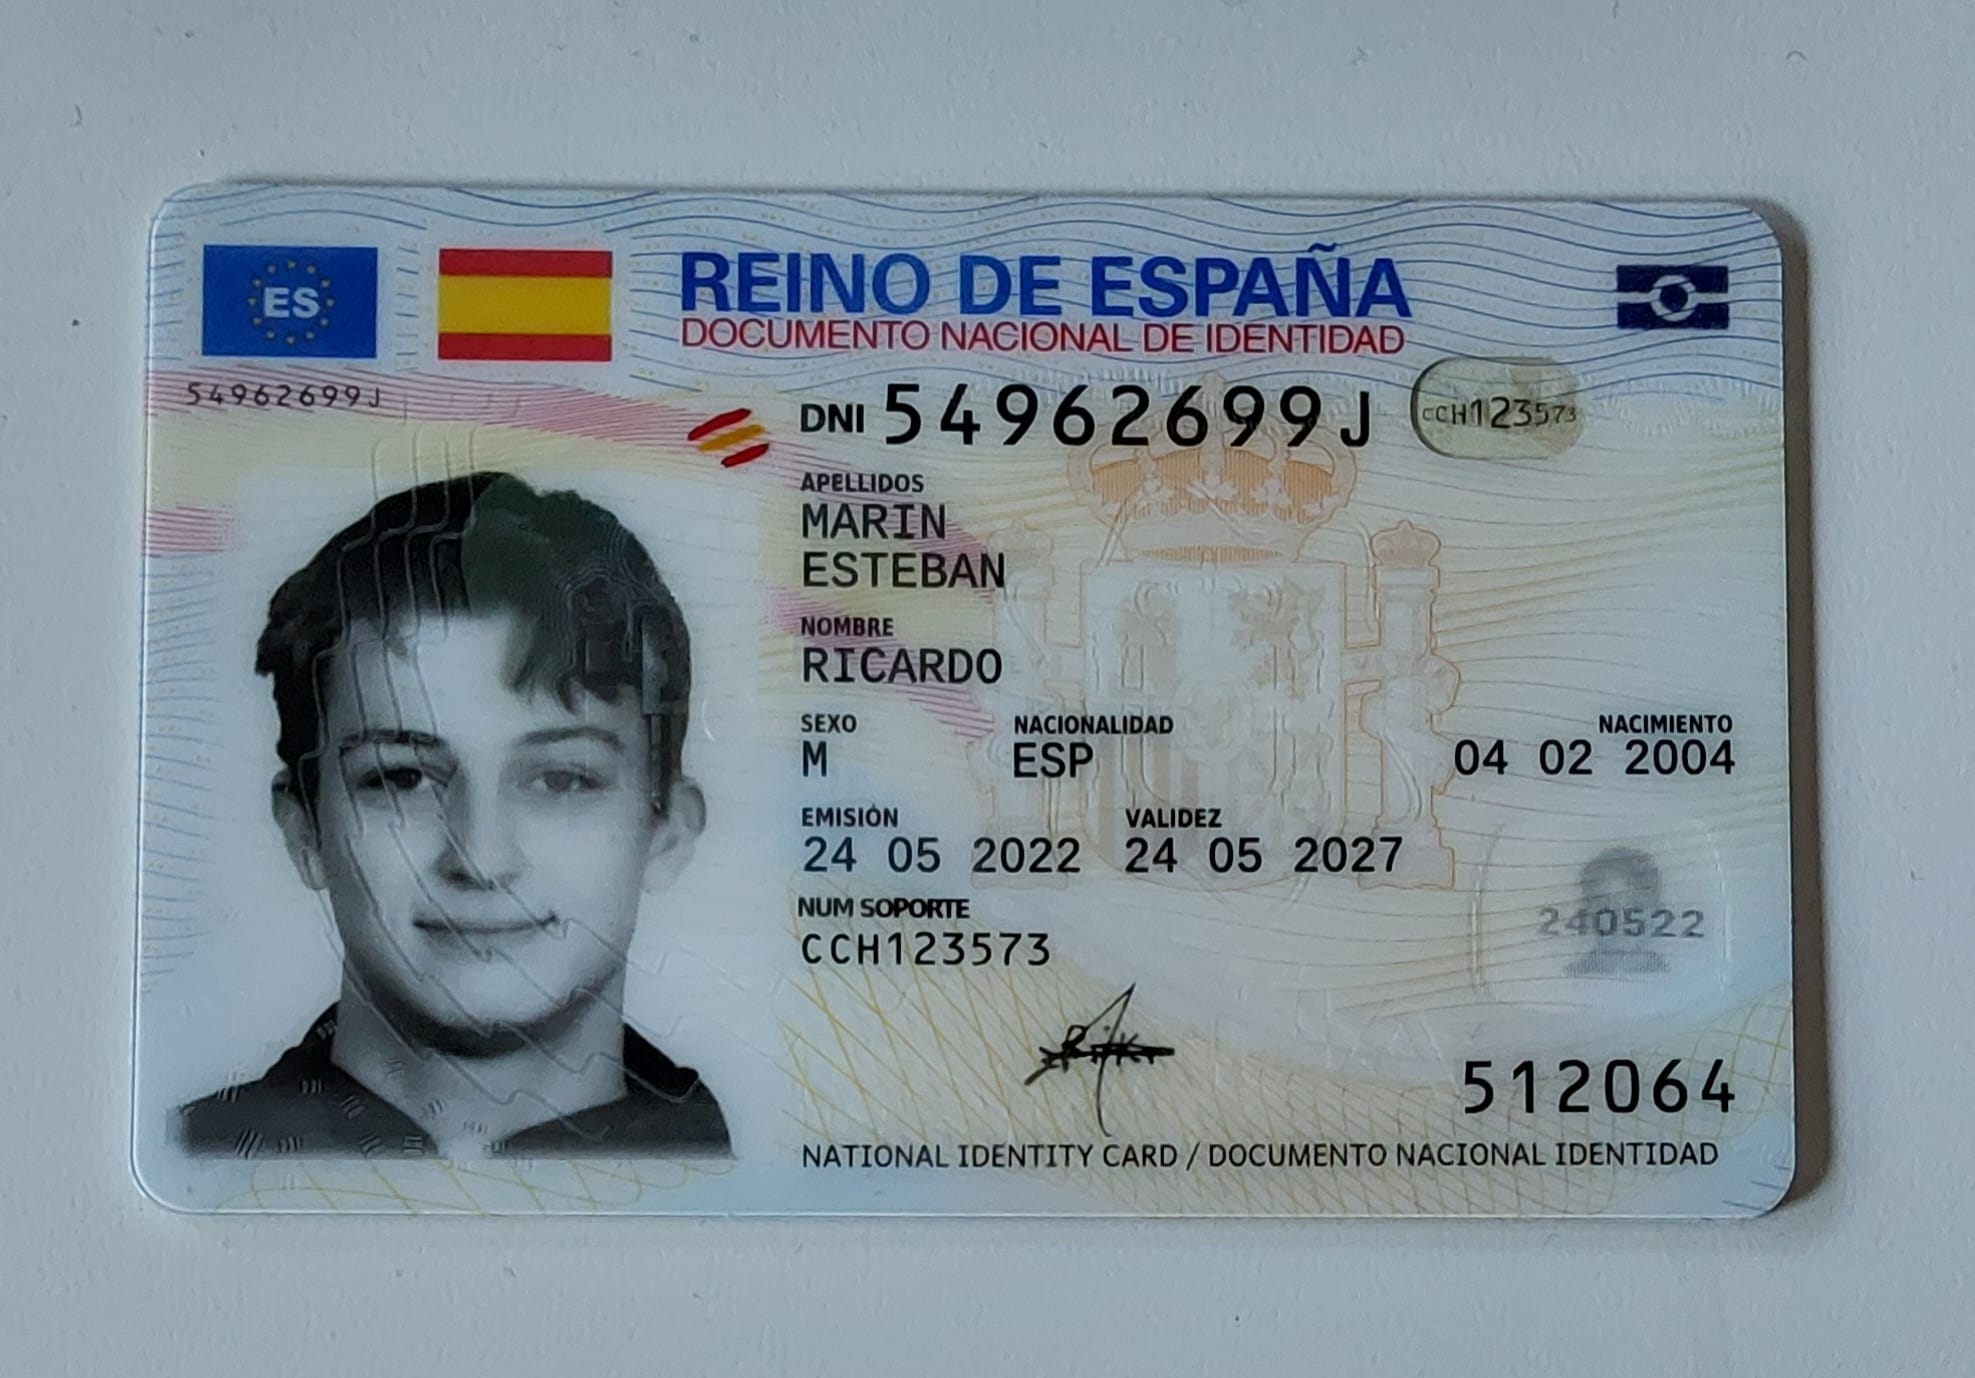 ES
REINO DE ESPAÑA
DOCUMENTO NACIONAL DE IDENTIDAD
54962699J
DNI 54962699J
CCH123573
APELLIDOS
MARIN
ESTEBAN
NOMBRE
RICARDO
SEXO NACIONALIDAD NACIMIENTO
M ESP 04 02 2004
EMISIÓN VALIDEZ
24 05 2022 24 05 2027
NUM SOPORTE
CCH123573
240522
512064
NATIONAL IDENTITY CARD / DOCUMENTO NACIONAL IDENTIDAD